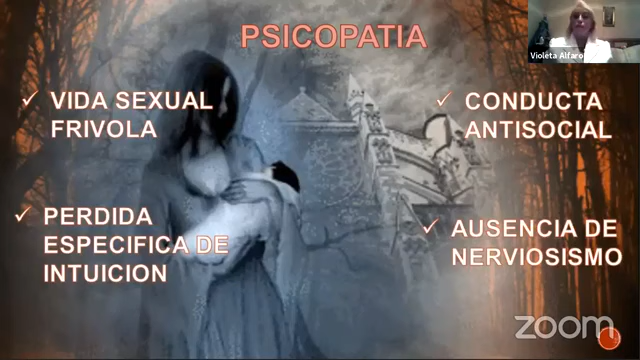 PSICOPATIA
Violeta Alfaro
✓ VIDA SEXUAL
FRIVOLA
✓ CONDUCTA
ANTISOCIAL
✓ PERDIDA
ESPECIFICA DE
INTUICION
✓ AUSENCIA DE
NERVIOSISMO
zoom